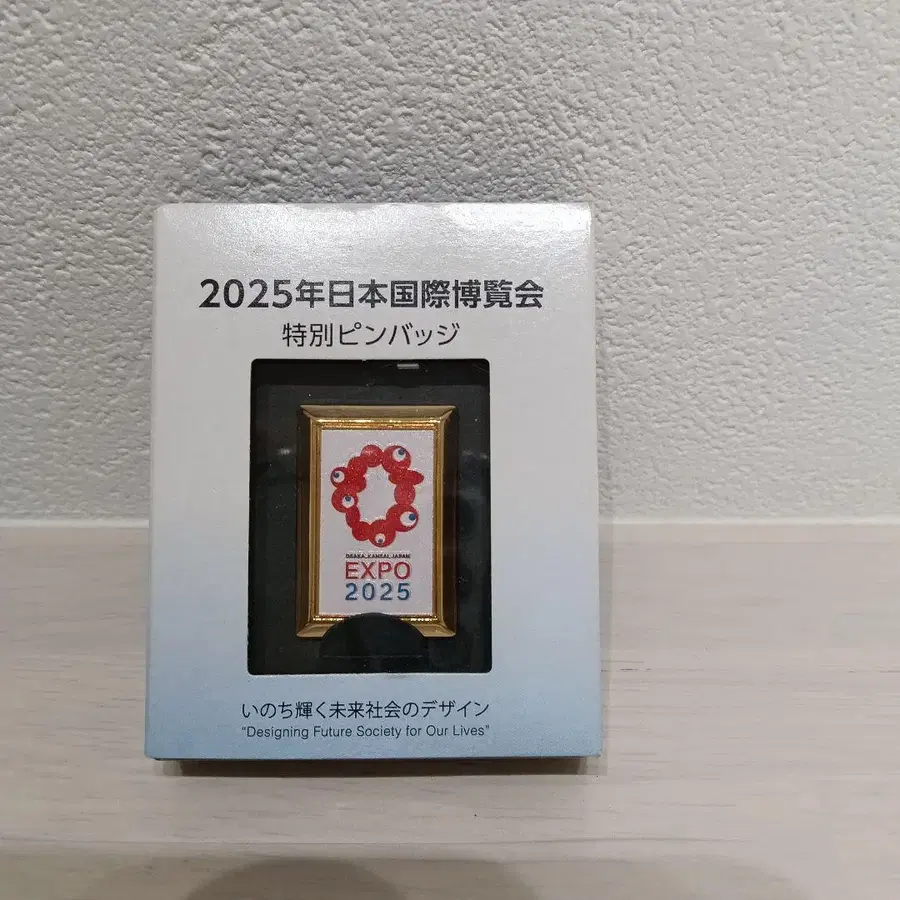 2025年日本国際博覧会
特別ピンバッジ
OSAKA, KANSAI, JAPAN
EXPO
2025
いのち輝く未来社会のデザイン
"Designing Future Society for Our Lives"